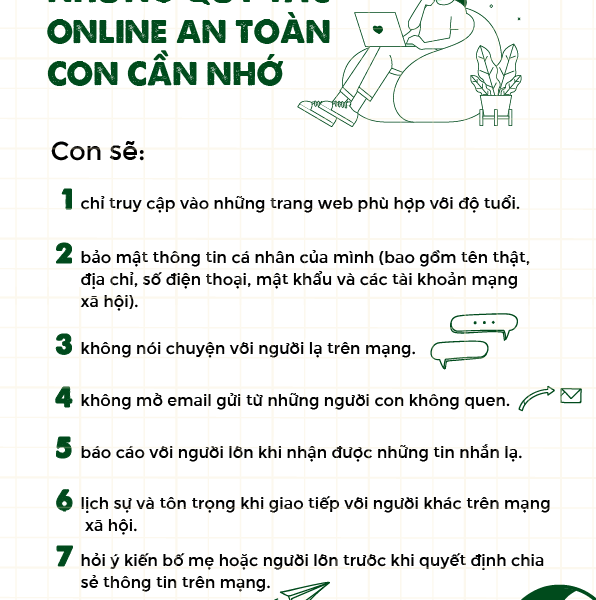 NHỮNG QUY TẮC
ONLINE AN TOÀN
CON CẦN NHỚ
Con sẽ:
1 chỉ truy cập vào những trang web phù hợp với độ tuổi.
2 bảo mật thông tin cá nhân của mình (bao gồm tên thật,
địa chỉ, số điện thoại, mật khẩu và các tài khoản mạng
xã hội).
3 không nói chuyện với người lạ trên mạng.
4 không mở email gửi từ những người con không quen.
5 báo cáo với người lớn khi nhận được những tin nhắn lạ.
6 lịch sự và tôn trọng khi giao tiếp với người khác trên mạng
xã hội.
7 hỏi ý kiến bố mẹ hoặc người lớn trước khi quyết định chia
sẻ thông tin trên mạng.